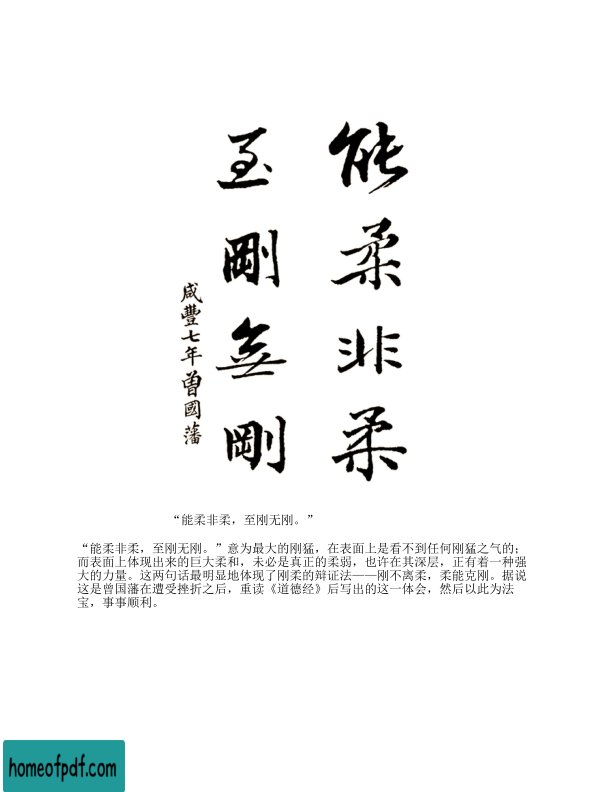 能柔非柔
至剛無剛
咸豐七年曾國藩
“能柔非柔，至刚无刚。”
“能柔非柔，至刚无刚。”意为最大的刚猛，在表面上是看不到任何刚猛之气的；
而表面上体现出来的巨大柔和，未必是真正的柔弱，也许在其深层，正有着一种强
大的力量。这两句话最明显地体现了刚柔的辩证法——刚不离柔，柔能克刚。据说
这是曾国藩在遭受挫折之后，重读《道德经》后写出的这一体会，然后以此为法
宝，事事顺利。
homeofpdf.com